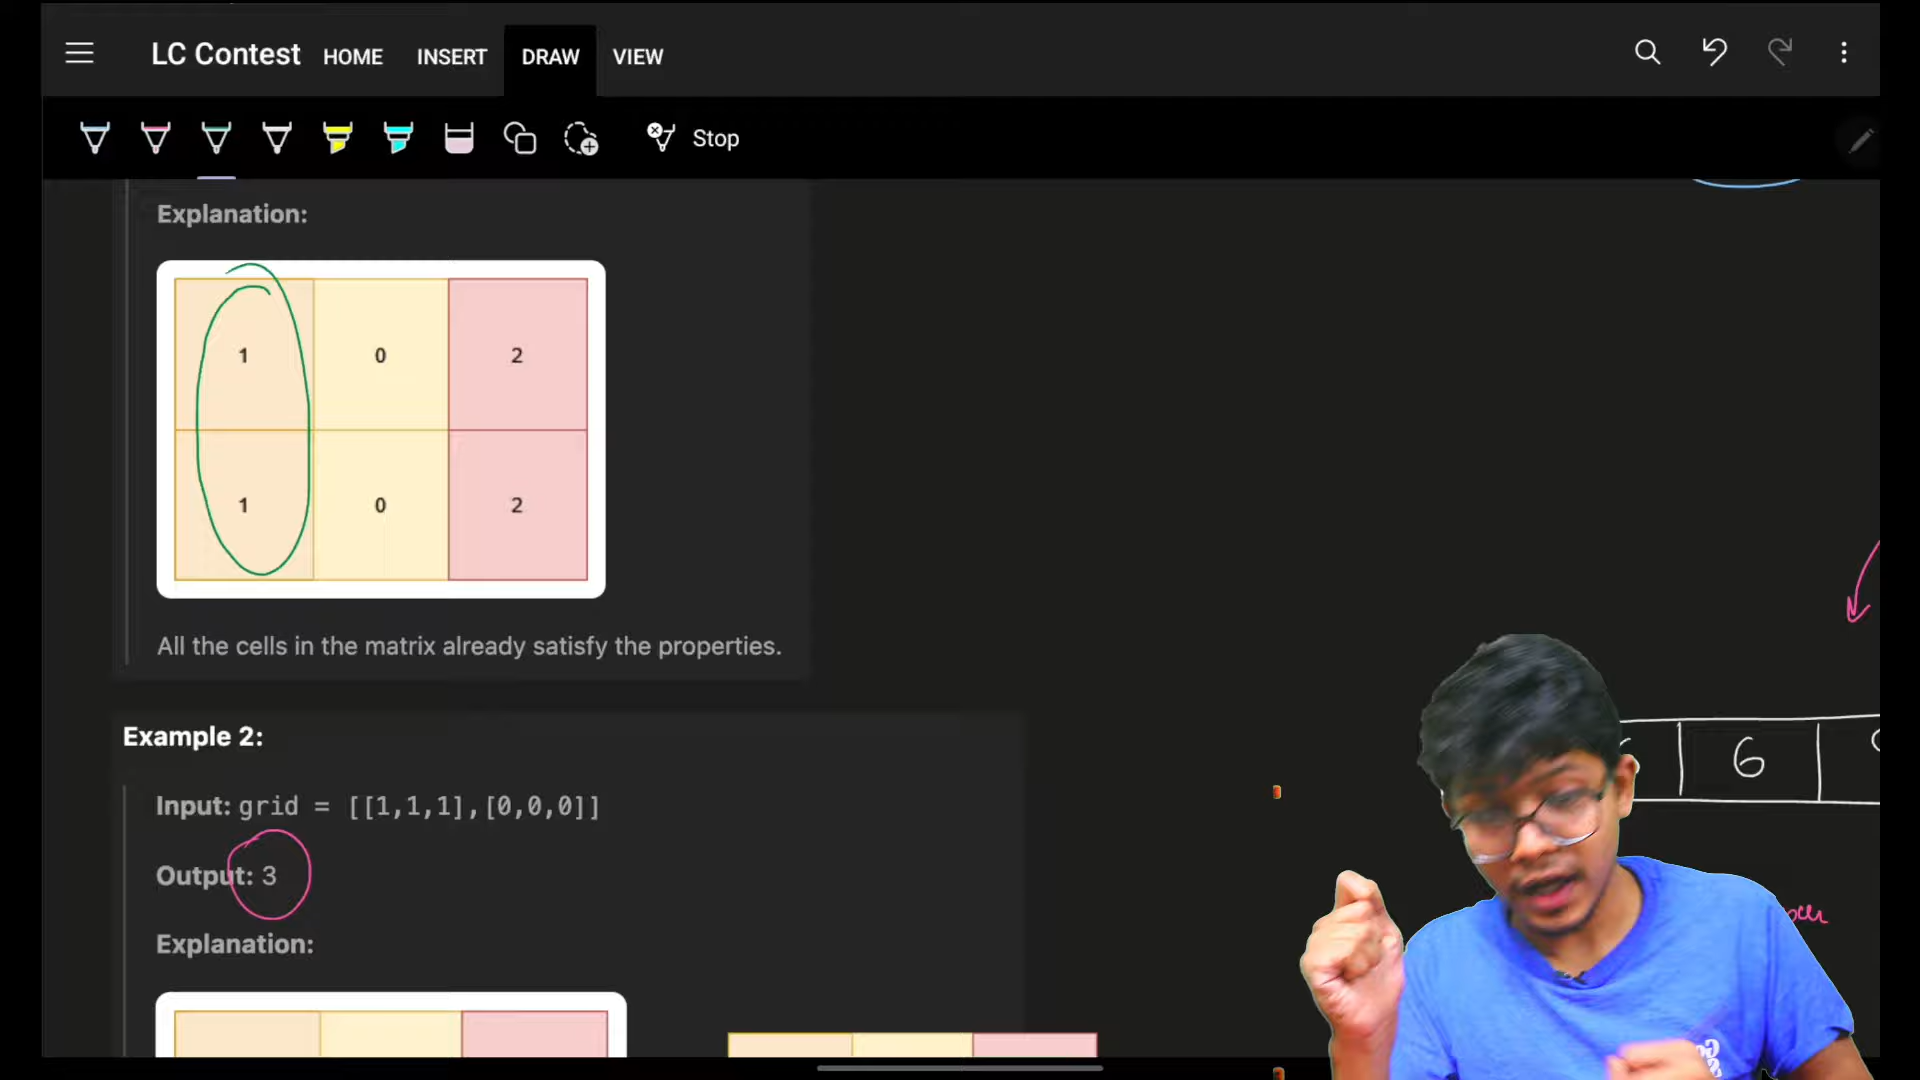 LC Contest HOME INSERT DRAW VIEW
Stop
Explanation:
1 0 2
1 0 2
All the cells in the matrix already satisfy the properties.
Example 2:
Input: grid = [[1,1,1],[0,0,0]]
Output: 3
Explanation:
6